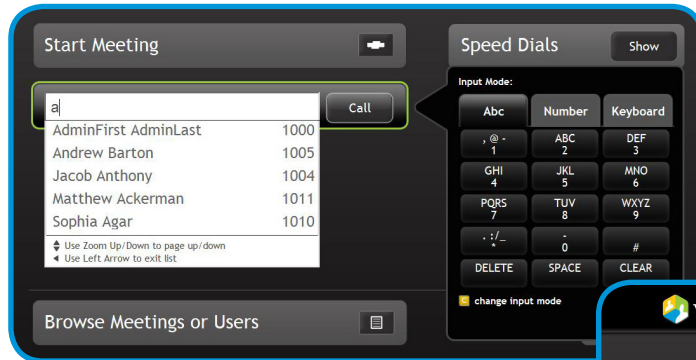 Start Meeting
a
Call
AdminFirst AdminLast 1000
Andrew Barton 1005
Jacob Anthony 1004
Matthew Ackerman 1011
Sophia Agar 1010
Use Zoom Up/Down to page up/down
Use Left Arrow to exit list
Browse Meetings or Users
Speed Dials
Show
Input Mode:
Abc Number Keyboard
, @ - ABC DEF
1 2 3
GHI JKL MNO
4 5 6
PQRS TUV WXYZ
7 8 9
. :/_ -
* 0 #
DELETE SPACE CLEAR
C change input mode